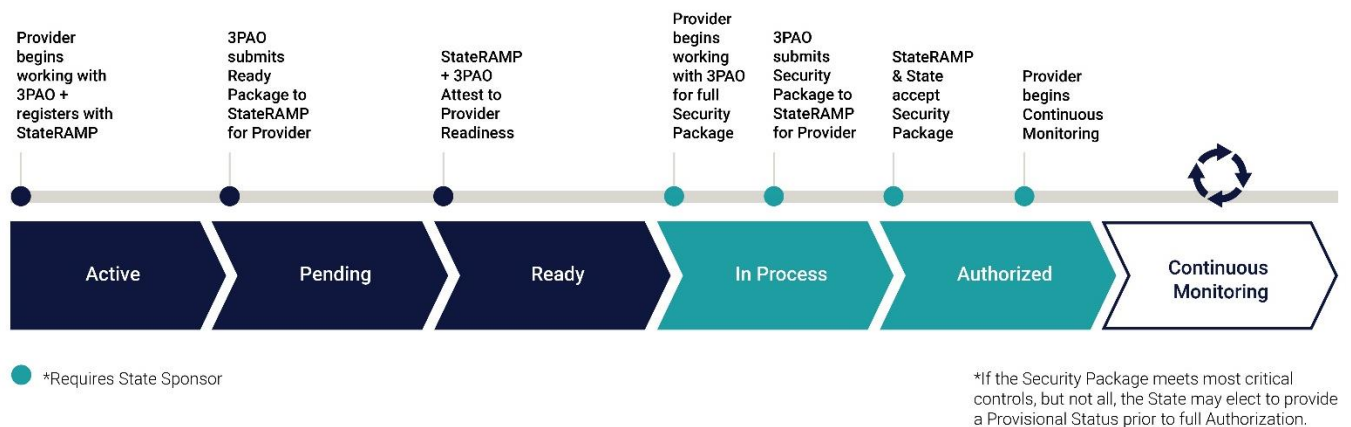 Provider
begins
working with
3PAO +
registers with
StateRAMP
3PAO
submits
Ready
Package to
StateRAMP
for Provider
StateRAMP
+ 3PAO
Attest to
Provider
Readiness
Provider
begins
working
with 3PAO
for full
Security
Package
3PAO
submits
Security
Package to
StateRAMP
for Provider
StateRAMP
& State
accept
Security
Package
Provider
begins
Continuous
Monitoring
Active
Pending
Ready
In Process
Authorized
Continuous
Monitoring
*Requires State Sponsor
*If the Security Package meets most critical
controls, but not all, the State may elect to provide
a Provisional Status prior to full Authorization.